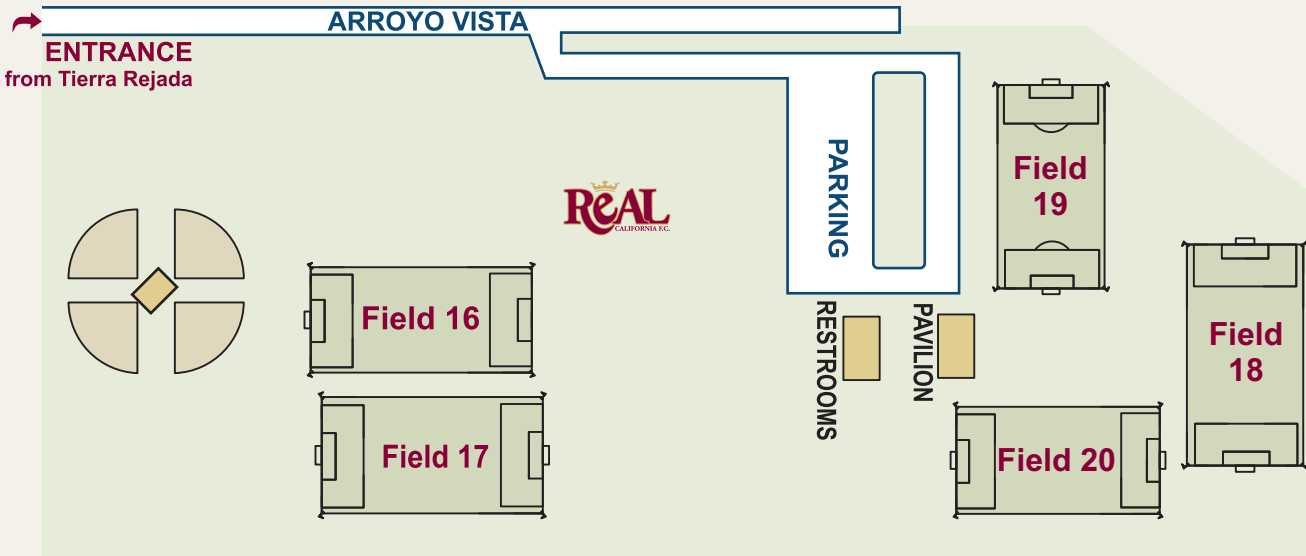 ARROYO VISTA
ENTRANCE
from Tierra Rejada
PARKING
Field
19
REAL
CALIFORNIA F.C.
Field 16
RESTROOMS
PAVILION
Field
18
Field 17
Field 20